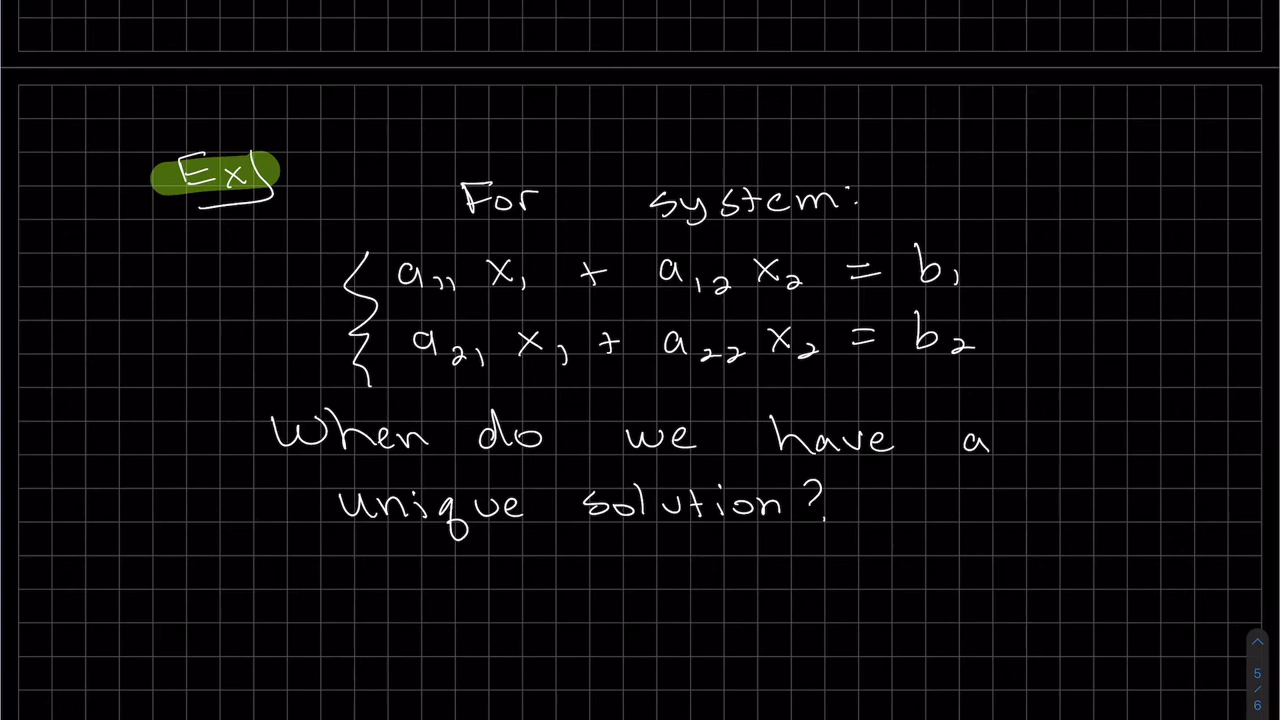 Ex)
For system:
a₁₁ x₁ + a₁₂ x₂ = b₁
a₂₁ x₁ + a₂₂ x₂ = b₂
When do we have a
unique solution?
5
/
6